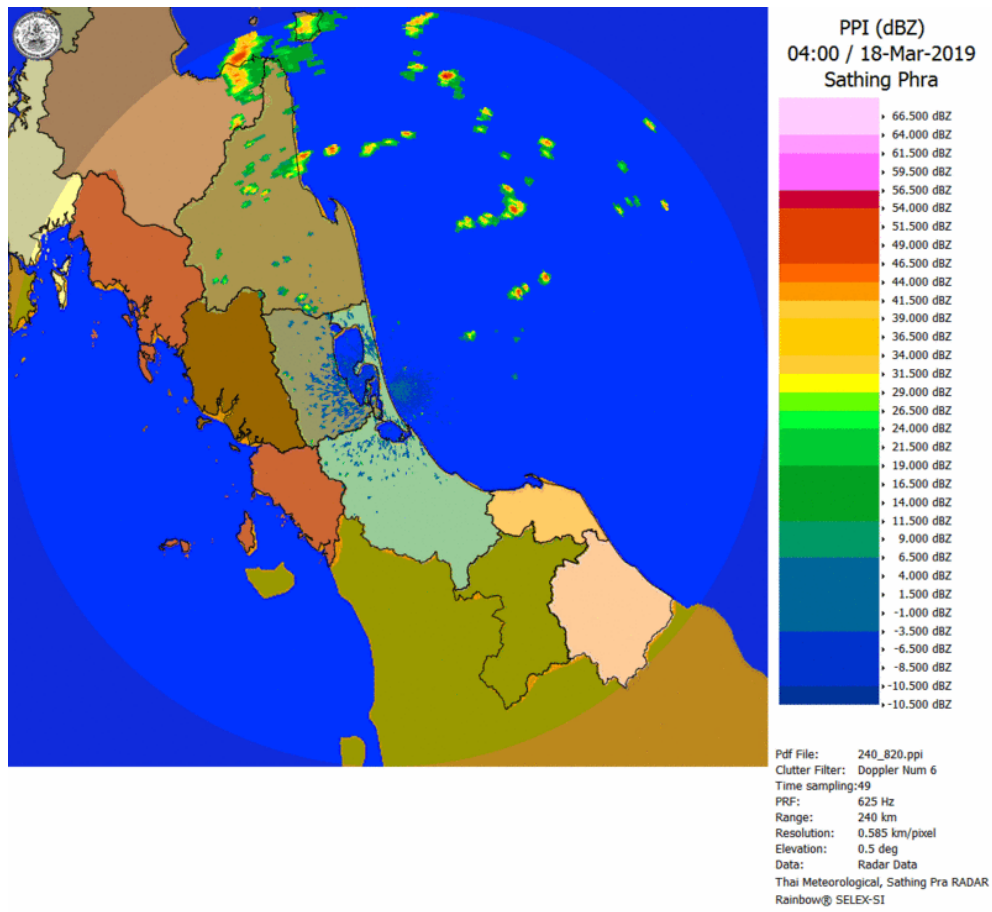 PPI (dBZ)
04:00 / 18-Mar-2019
Sathing Phra
66.500 dBZ
64.000 dBZ
61.500 dBZ
59.500 dBZ
56.500 dBZ
54.000 dBZ
51.500 dBZ
49.000 dBZ
46.500 dBZ
44.000 dBZ
41.500 dBZ
39.000 dBZ
36.500 dBZ
34.000 dBZ
31.500 dBZ
29.000 dBZ
26.500 dBZ
24.000 dBZ
21.500 dBZ
19.000 dBZ
16.500 dBZ
14.000 dBZ
11.500 dBZ
9.000 dBZ
6.500 dBZ
4.000 dBZ
1.500 dBZ
-1.000 dBZ
-3.500 dBZ
-6.500 dBZ
-8.500 dBZ
-10.500 dBZ
-10.500 dBZ
Pdf File: 240_820.ppi
Clutter Filter: Doppler Num 6
Time sampling:49
PRF: 625 Hz
Range: 240 km
Resolution: 0.585 km/pixel
Elevation: 0.5 deg
Data: Radar Data
Thai Meteorological, Sathing Pra RADAR
Rainbow® SELEX-SI